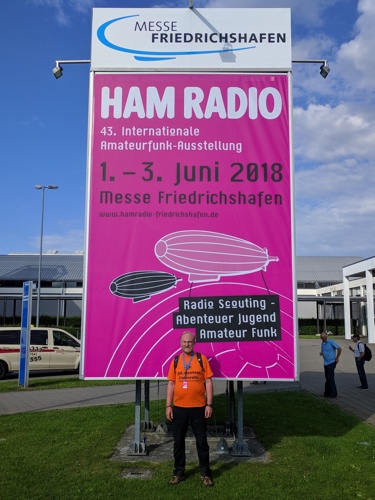 MESSE
FRIEDRICHSHAFEN
HAM RADIO
43. Internationale
Amateurfunk-Ausstellung
1. – 3. Juni 2018
Messe Friedrichshafen
www.hamradio-friedrichshafen.de
Radio Scouting -
Abenteuer Jugend
Amateur Funk